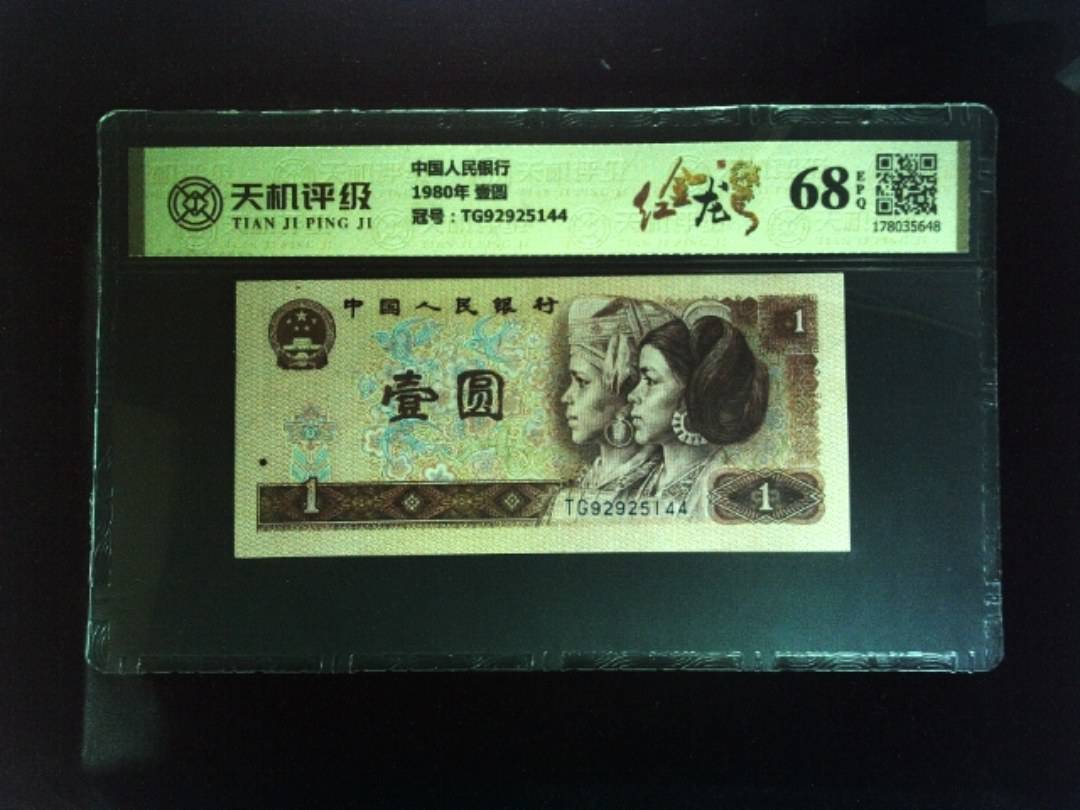 天机评级
TIAN JI PING JI
中国人民银行
1980年 壹圆
冠号：TG92925144
红金龙
68
EPQ
178035648
中国人民银行
1
壹圆
1
TG92925144
1